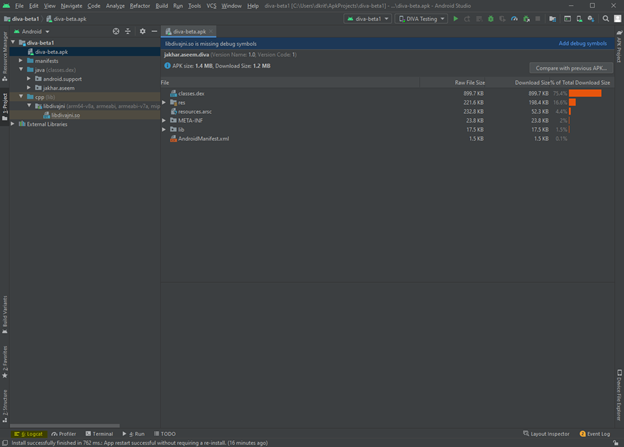 File Edit View Navigate Code Analyze Refactor Build Run Tools VCS Window Help diva-beta1 [C:\Users\dkrit\ApkProjects\diva-beta1] - ...\diva-beta.apk - Android Studio
diva-beta1 diva-beta.apk
diva-beta1 DIVA Testing
Android
diva-beta.apk
Resource Manager
1: Project
Build Variants
2: Favorites
Z: Structure
APK Project
Device File Explorer
diva-beta1
diva-beta.apk
manifests
java (classes.dex)
android.support
jakhar.aseem
cpp (lib)
libdivajni (arm64-v8a, armeabi, armeabi-v7a, mips
libdivajni.so
External Libraries
libdivajni.so is missing debug symbols Add debug symbols
jakhar.aseem.diva (Version Name: 1.0, Version Code: 1)
APK size: 1.4 MB, Download Size: 1.2 MB Compare with previous APK...
File Raw File Size Download Size % of Total Download Size
classes.dex 999.7 KB 899.7 KB 75.4%
res 221.6 KB 198.4 KB 16.6%
resources.arsc 232.8 KB 52.3 KB 4.4%
META-INF 23.8 KB 23.8 KB 2%
lib 17.5 KB 17.5 KB 1.5%
AndroidManifest.xml 1.5 KB 1.5 KB 0.1%
6: Logcat Profiler Terminal 4: Run TODO Layout Inspector Event Log
Install successfully finished in 762 ms.: App restart successful without requiring a re-install. (16 minutes ago)